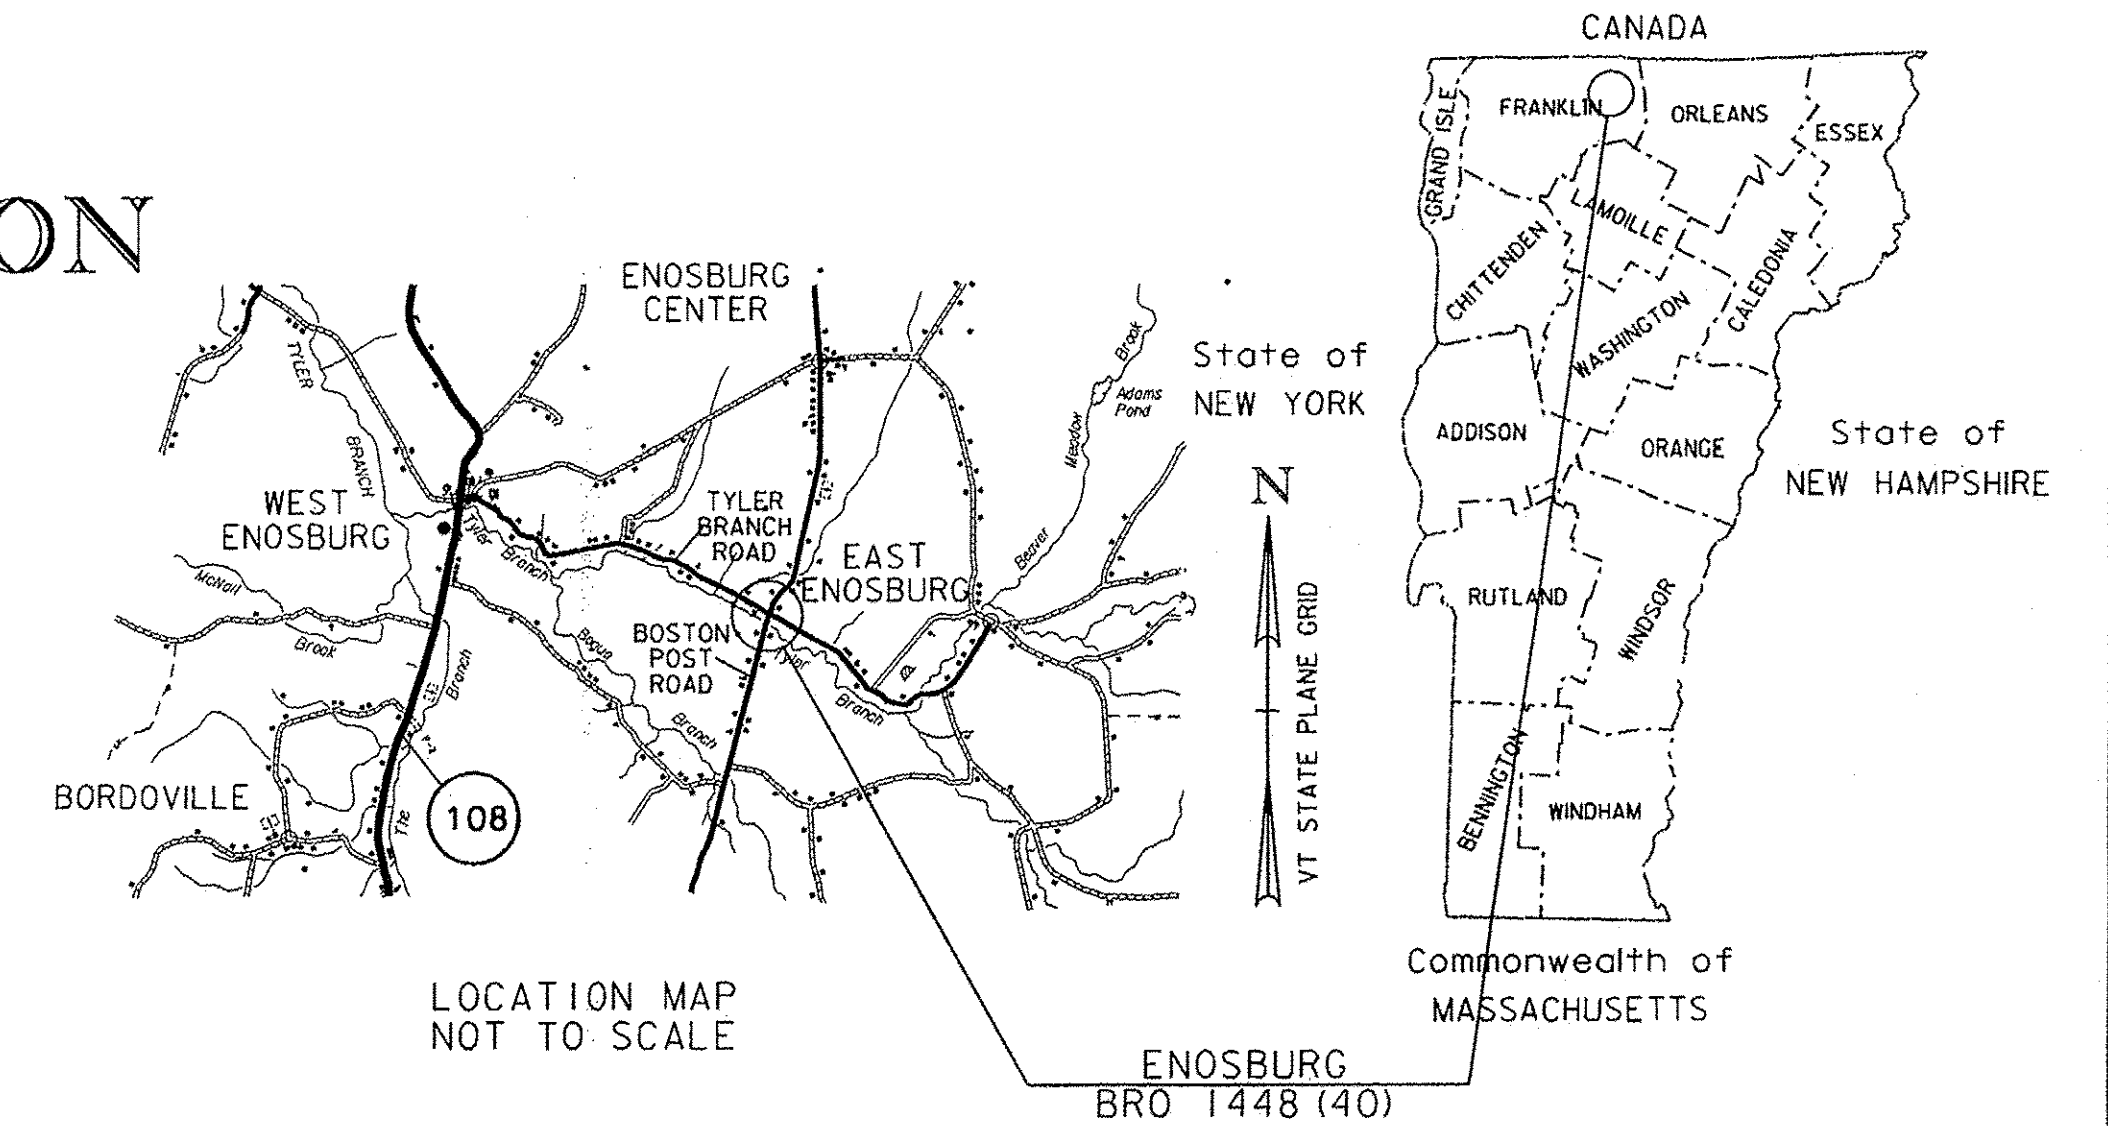 ON
CANADA
FRANKLIN
ORLEANS
ESSEX
GRAND ISLE
LAMOILLE
CHITTENDEN
CALEDONIA
WASHINGTON
ADDISON
ORANGE
RUTLAND
WINDSOR
BENNINGTON
WINDHAM
State of
NEW YORK
State of
NEW HAMPSHIRE
Commonwealth of
MASSACHUSETTS
N
VT STATE PLANE GRID
ENOSBURG
CENTER
TYLER
BRANCH
Brook
Adams
Pond
Meadow
Beaver
WEST
ENOSBURG
TYLER
BRANCH
ROAD
EAST
ENOSBURG
Tyler
Branch
McNall
Brook
Bogue
Branch
BOSTON
POST
ROAD
Tyler
Branch
Branch
The
BORDOVILLE
108
LOCATION MAP
NOT TO SCALE
ENOSBURG
BRO 1448 (40)